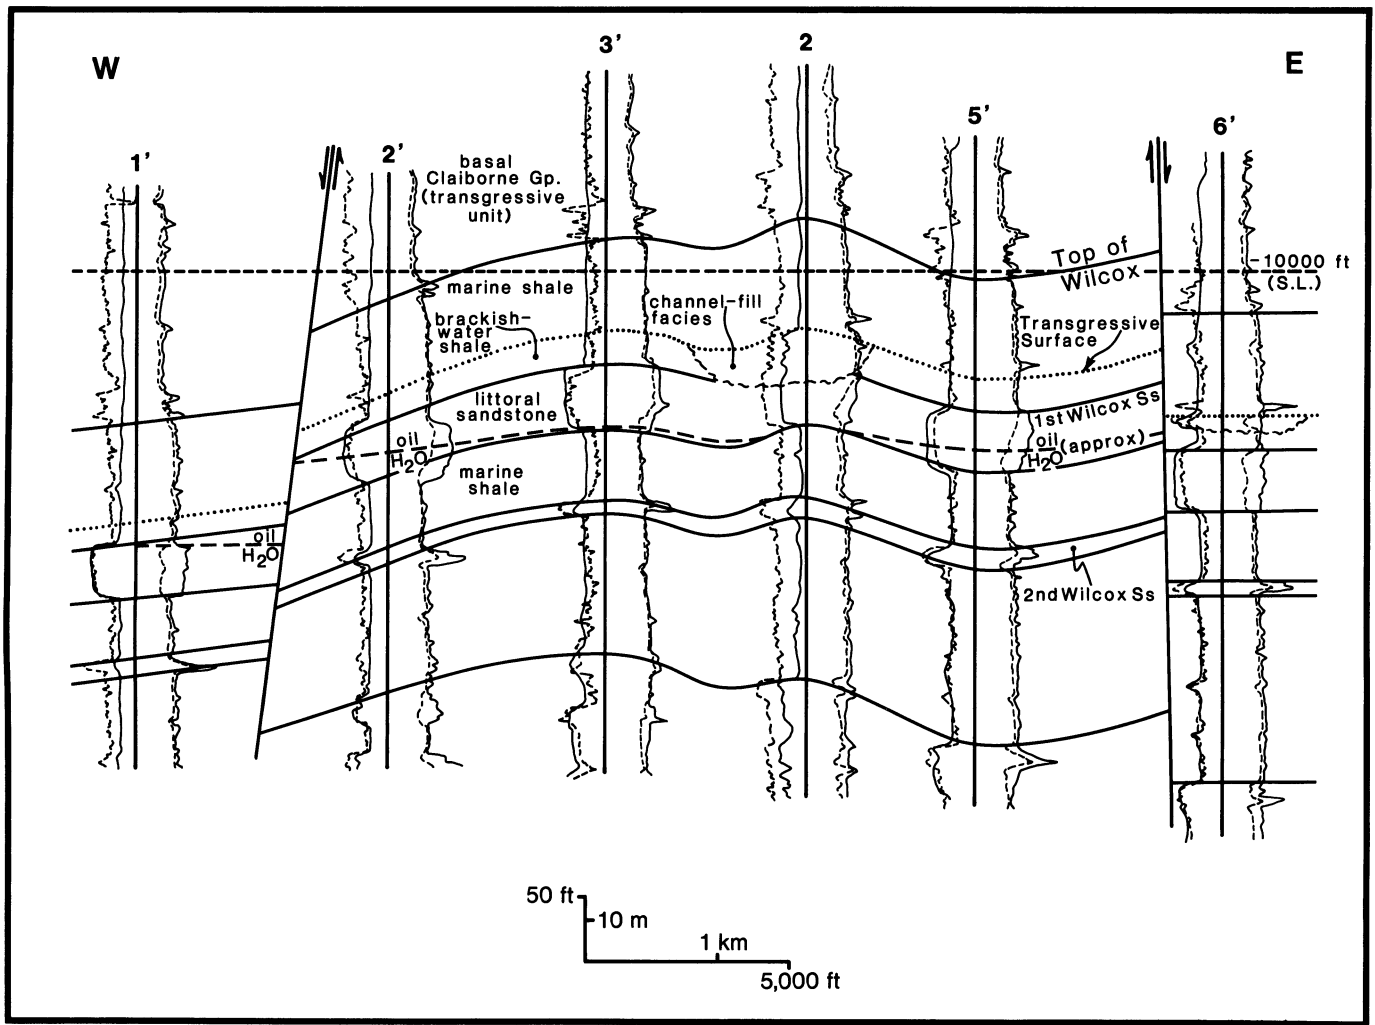 W
E
1'
2'
3'
2
5'
6'
basal
Claiborne Gp.
(transgressive
unit)
Top of
Wilcox
-10000 ft
(S.L.)
marine shale
channel-fill
facies
brackish-
water
shale
Transgressive
Surface
littoral
sandstone
1st Wilcox Ss
oil
H₂O
oil
H₂O (approx)
marine
shale
oil
H₂O
2nd Wilcox Ss
50 ft
10 m
1 km
5,000 ft